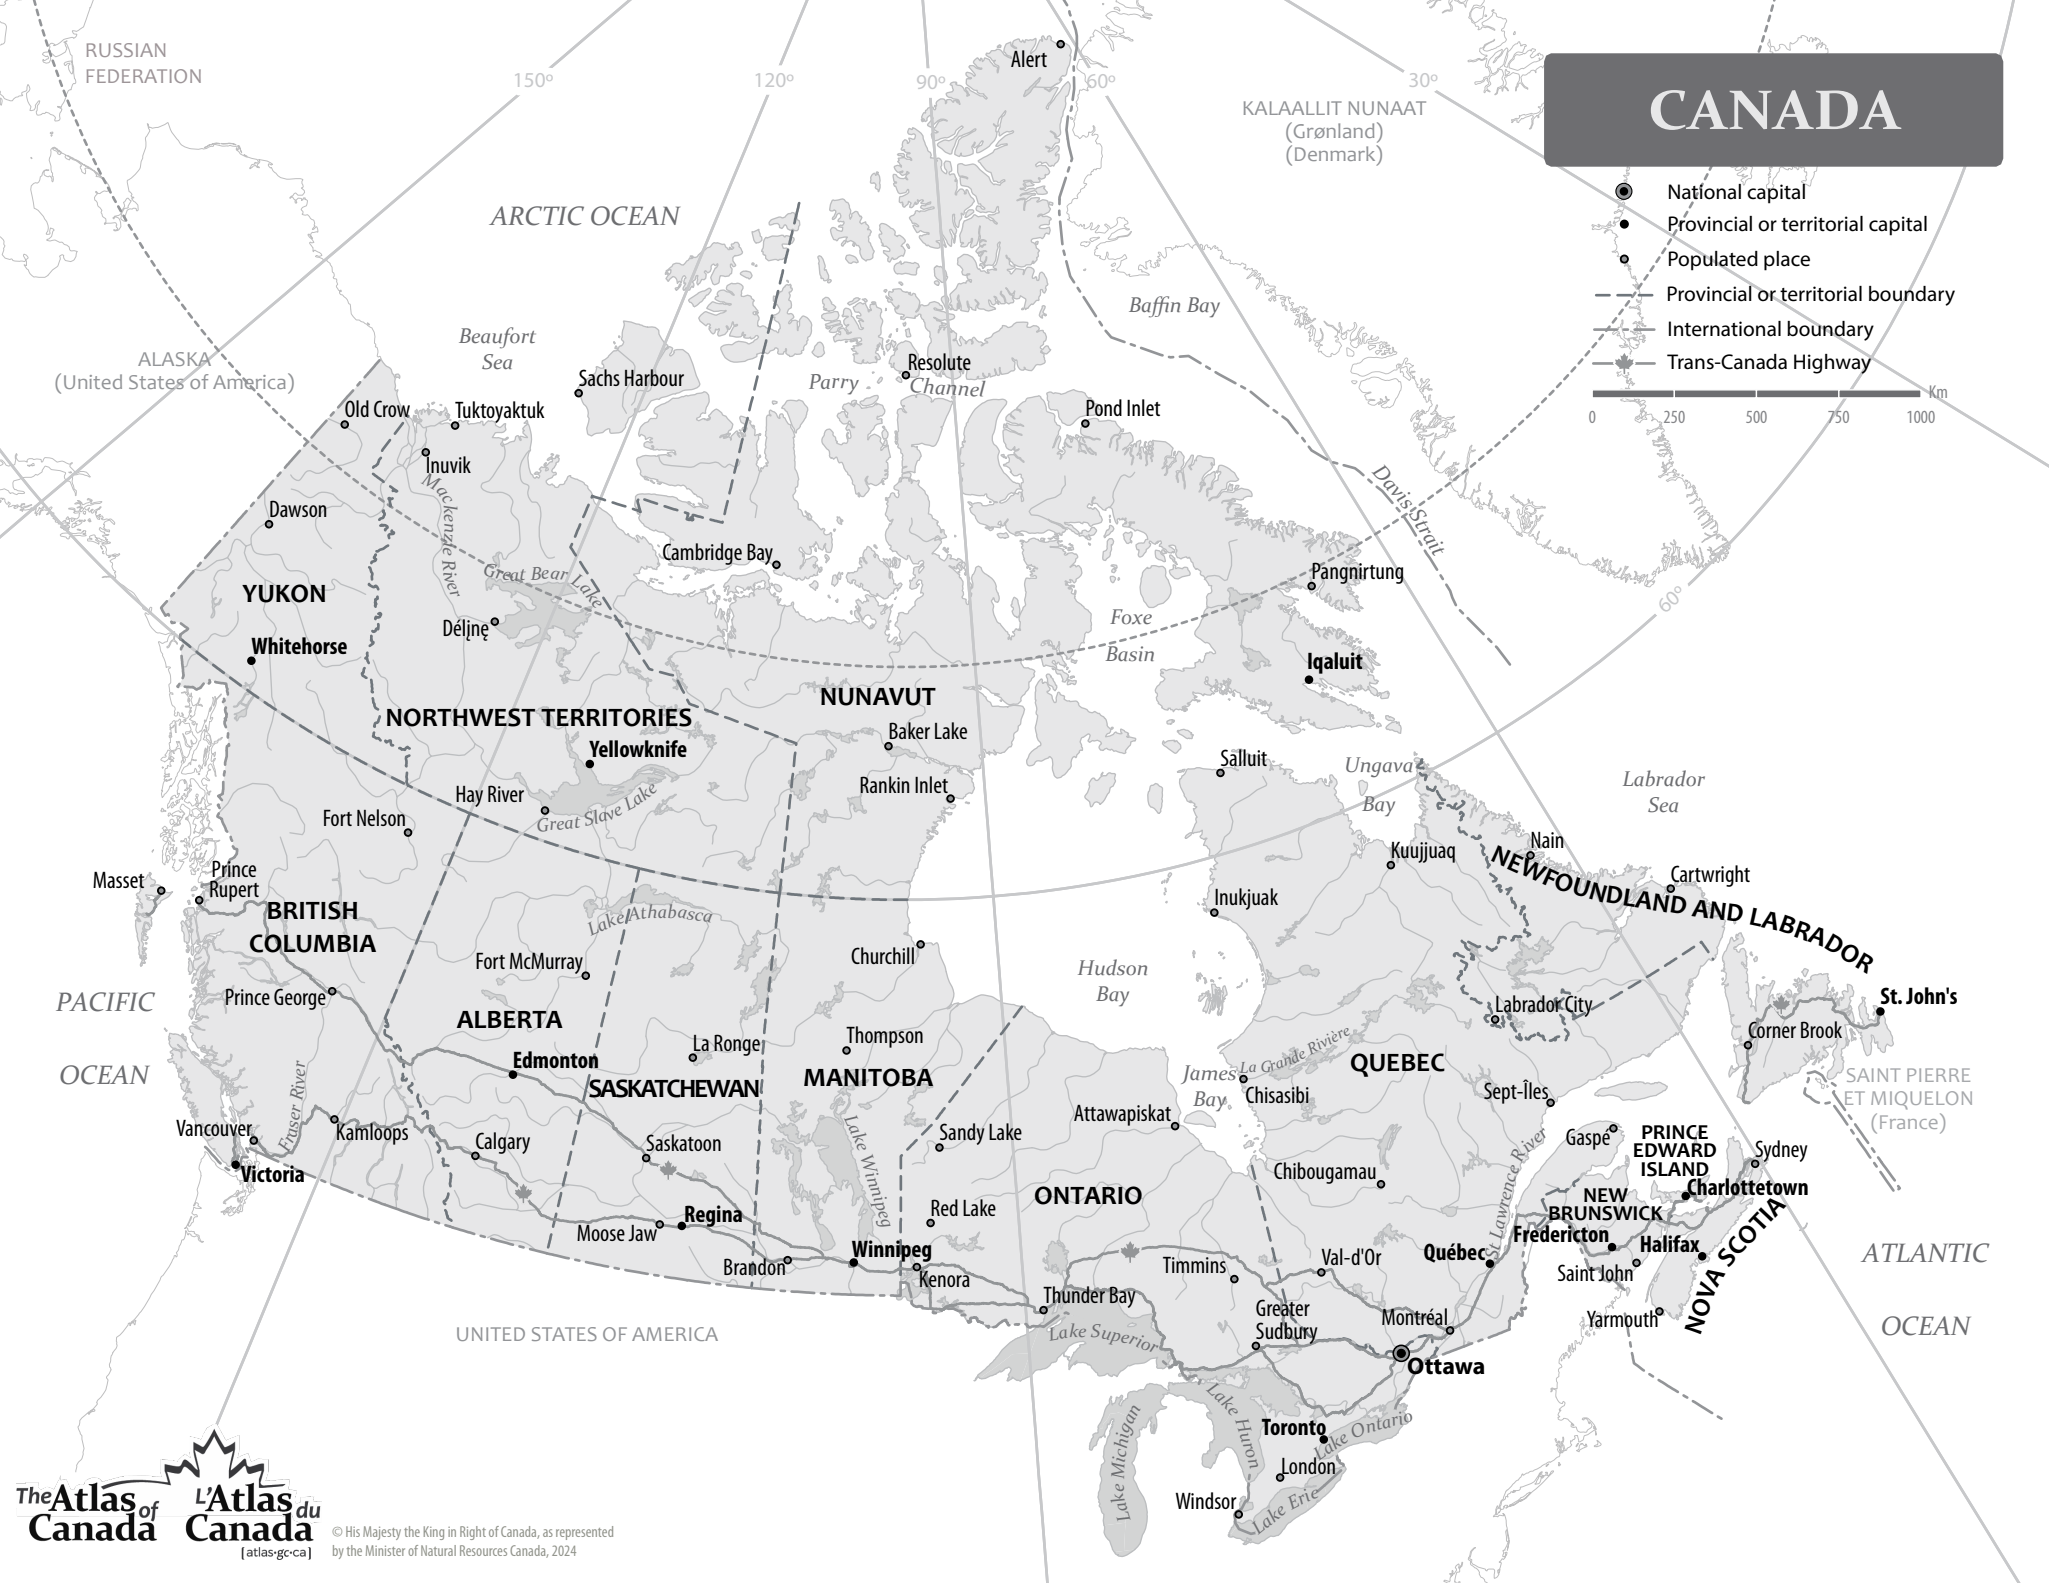 RUSSIAN
FEDERATION
150°
120°
90°
60°
30°
Alert
KALAALLIT NUNAAT
(Grønland)
(Denmark)
CANADA
National capital
Provincial or territorial capital
Populated place
Provincial or territorial boundary
International boundary
Trans-Canada Highway
Km
0 250 500 750 1000
ARCTIC OCEAN
Baffin Bay
Beaufort
Sea
ALASKA
(United States of America)
Sachs Harbour
Parry
Resolute
Channel
Old Crow
Tuktoyaktuk
Pond Inlet
Inuvik
Mackenzie River
Davis Strait
Dawson
Cambridge Bay
Great Bear Lake
Pangnirtung
YUKON
60°
Délı̨nę
Foxe
Basin
Whitehorse
Iqaluit
NUNAVUT
NORTHWEST TERRITORIES
Baker Lake
Yellowknife
Salluit
Ungava
Bay
Labrador
Sea
Rankin Inlet
Hay River
Great Slave Lake
Fort Nelson
Nain
Kuujjuaq
NEWFOUNDLAND AND LABRADOR
Cartwright
Masset
Prince
Rupert
BRITISH
COLUMBIA
Lake Athabasca
Inukjuak
Churchill
Fort McMurray
Hudson
Bay
PACIFIC
OCEAN
Prince George
Labrador City
St. John's
ALBERTA
Corner Brook
Thompson
La Ronge
La Grande Rivière
QUEBEC
Edmonton
SASKATCHEWAN
MANITOBA
James
Bay
Chisasibi
Sept-Îles
SAINT PIERRE
ET MIQUELON
(France)
Fraser River
Vancouver
Kamloops
Calgary
Saskatoon
Lake Winnipeg
Sandy Lake
Attawapiskat
Gaspé
PRINCE
EDWARD
ISLAND
Sydney
Victoria
Chibougamau
St Lawrence River
Charlottetown
ONTARIO
NEW
BRUNSWICK
Red Lake
Regina
Moose Jaw
Fredericton
Halifax
NOVA SCOTIA
ATLANTIC
OCEAN
Winnipeg
Brandon
Kenora
Timmins
Val-d'Or
Québec
Saint John
Thunder Bay
Greater
Sudbury
Montréal
Yarmouth
UNITED STATES OF AMERICA
Lake Superior
Ottawa
Lake Huron
Lake Michigan
Toronto
Lake Ontario
London
Windsor
Lake Erie
The Atlas of
Canada
L'Atlas du
Canada
[atlas•gc•ca]
© His Majesty the King in Right of Canada, as represented
by the Minister of Natural Resources Canada, 2024